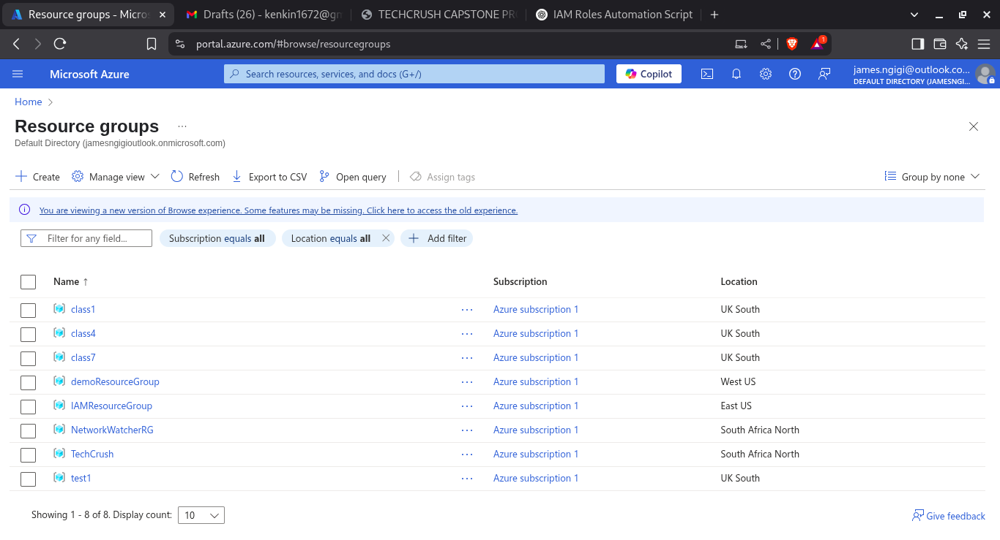 Resource groups - Micros
Drafts (26) - kenkin1672@gm
TECHCRUSH CAPSTONE PRO
IAM Roles Automation Script
portal.azure.com/#browse/resourcegroups
1
Microsoft Azure
Search resources, services, and docs (G+/)
Copilot
james.ngigi@outlook.co...
DEFAULT DIRECTORY (JAMESNGI...
Home
Resource groups
Default Directory (jamesngigioutlook.onmicrosoft.com)
Create
Manage view
Refresh
Export to CSV
Open query
Assign tags
Group by none
You are viewing a new version of Browse experience. Some features may be missing. Click here to access the old experience.
Filter for any field...
Subscription equals all
Location equals all
Add filter
Name ↑ Subscription Location
class1 ... Azure subscription 1 UK South
class4 ... Azure subscription 1 UK South
class7 ... Azure subscription 1 UK South
demoResourceGroup ... Azure subscription 1 West US
IAMResourceGroup ... Azure subscription 1 East US
NetworkWatcherRG ... Azure subscription 1 South Africa North
TechCrush ... Azure subscription 1 South Africa North
test1 ... Azure subscription 1 UK South
Showing 1 - 8 of 8. Display count: 10
Give feedback